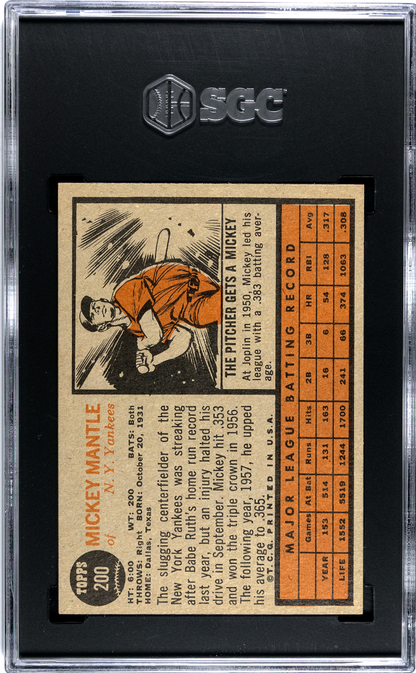 SGC
TOPPS
200
MICKEY MANTLE
of N.Y. Yankees
HT: 6:00 WT: 200 BATS: Both
THROWS: Right BORN: October 20, 1931
HOME: Dallas, Texas
The slugging centerfielder of the
New York Yankees was streaking
after Babe Ruth's home run record
last year, but an injury halted his
drive in September. Mickey hit .353
and won the triple crown in 1956.
The following year, 1957, he upped
his average to .365.
©T.C.G. PRINTED IN U.S.A.
THE PITCHER GETS A MICKEY
At Joplin in 1950, Mickey led his
league with a .383 batting aver-
age.
MAJOR LEAGUE BATTING RECORD
Games At Bat Runs Hits 2B 3B HR RBI Avg
YEAR 153 514 131 163 16 6 54 128 .317
LIFE 1552 5519 1244 1700 241 66 374 1063 .308